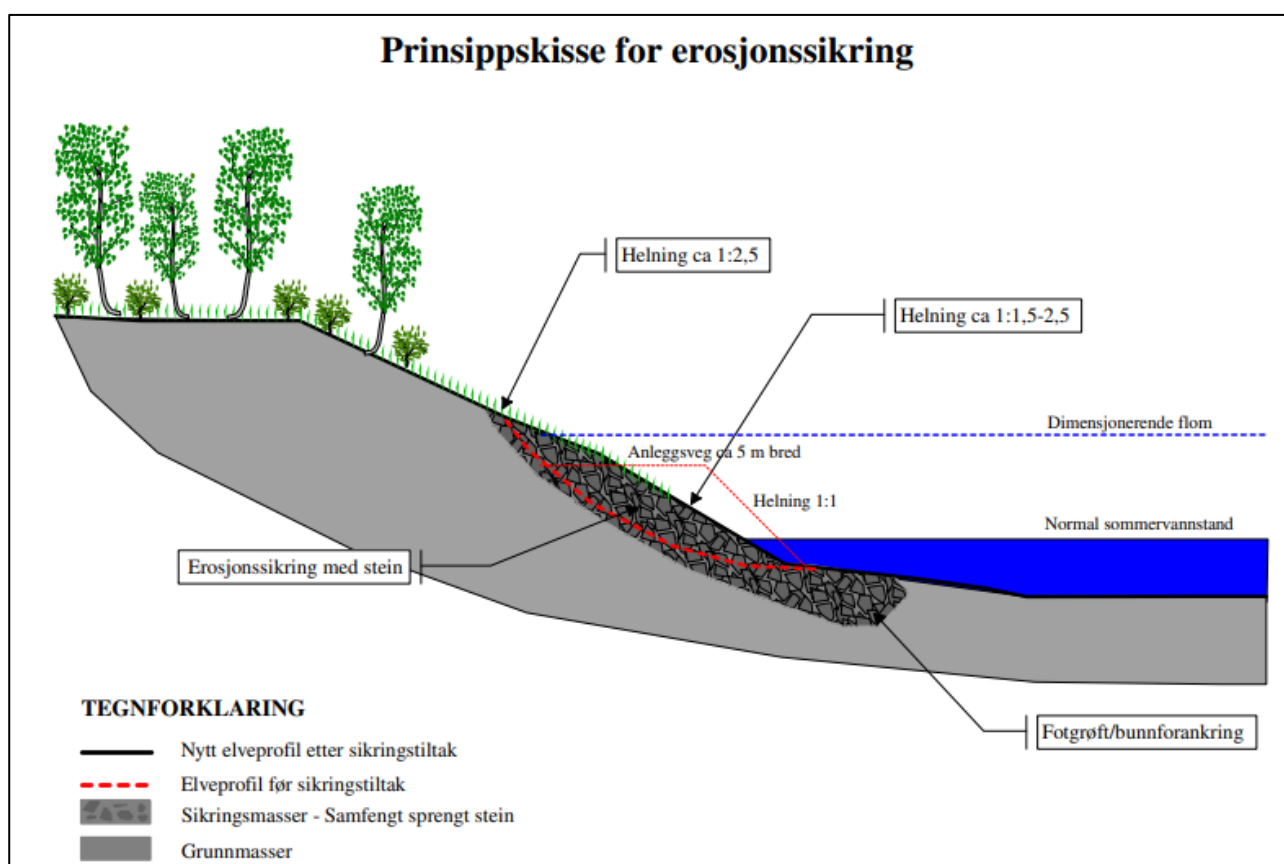 Prinsippskisse for erosjonssikring
Helning ca 1:2,5
Helning ca 1:1,5-2,5
Dimensjonerende flom
Anleggsveg ca 5 m bred
Helning 1:1
Normal sommervannstand
Erosjonssikring med stein
Fotgrøft/bunnforankring
TEGNFORKLARING
Nytt elveprofil etter sikringstiltak
Elveprofil før sikringstiltak
Sikringsmasser - Samfengt sprengt stein
Grunnmasser